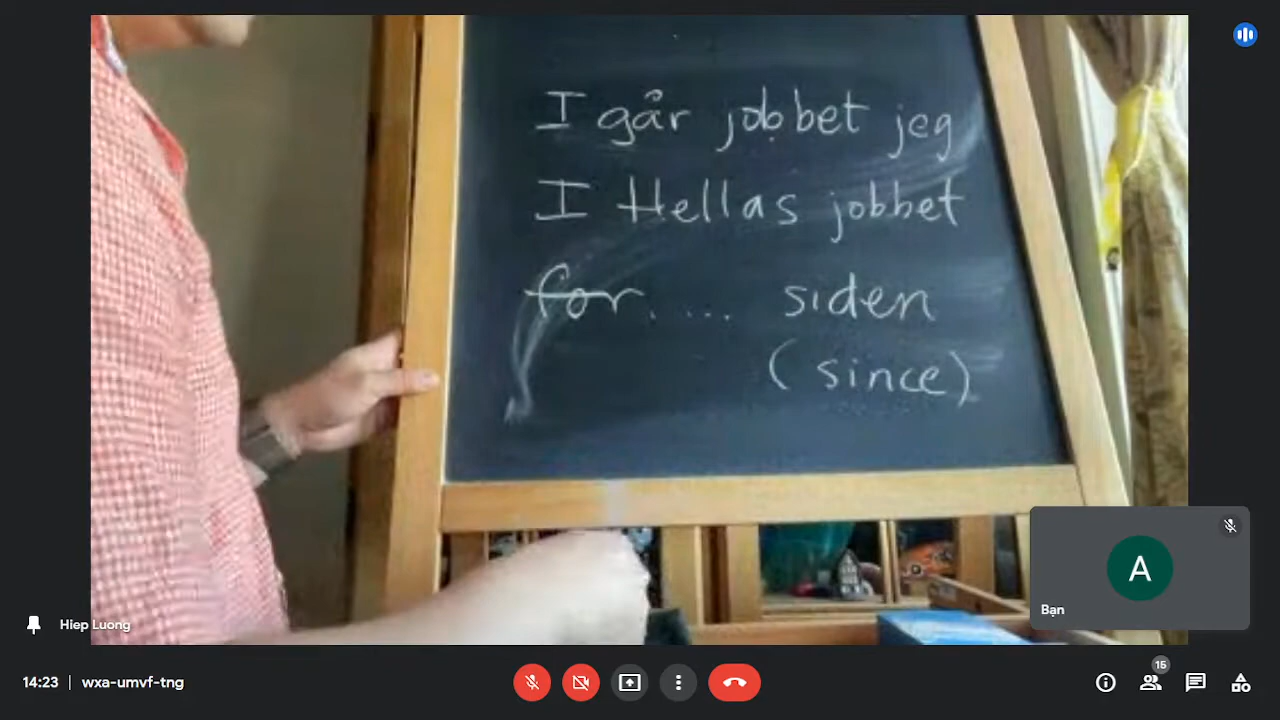 I går jobbet jeg
I Hellas jobbet
for.... siden
(since)
A
Bạn
Hiep Luong
14:23 | wxa-umvf-tng
15